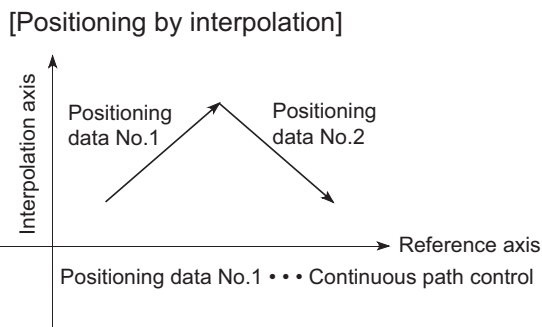 [Positioning by interpolation]
Interpolation axis
Positioning
data No.1
Positioning
data No.2
Reference axis
Positioning data No.1 • • • Continuous path control